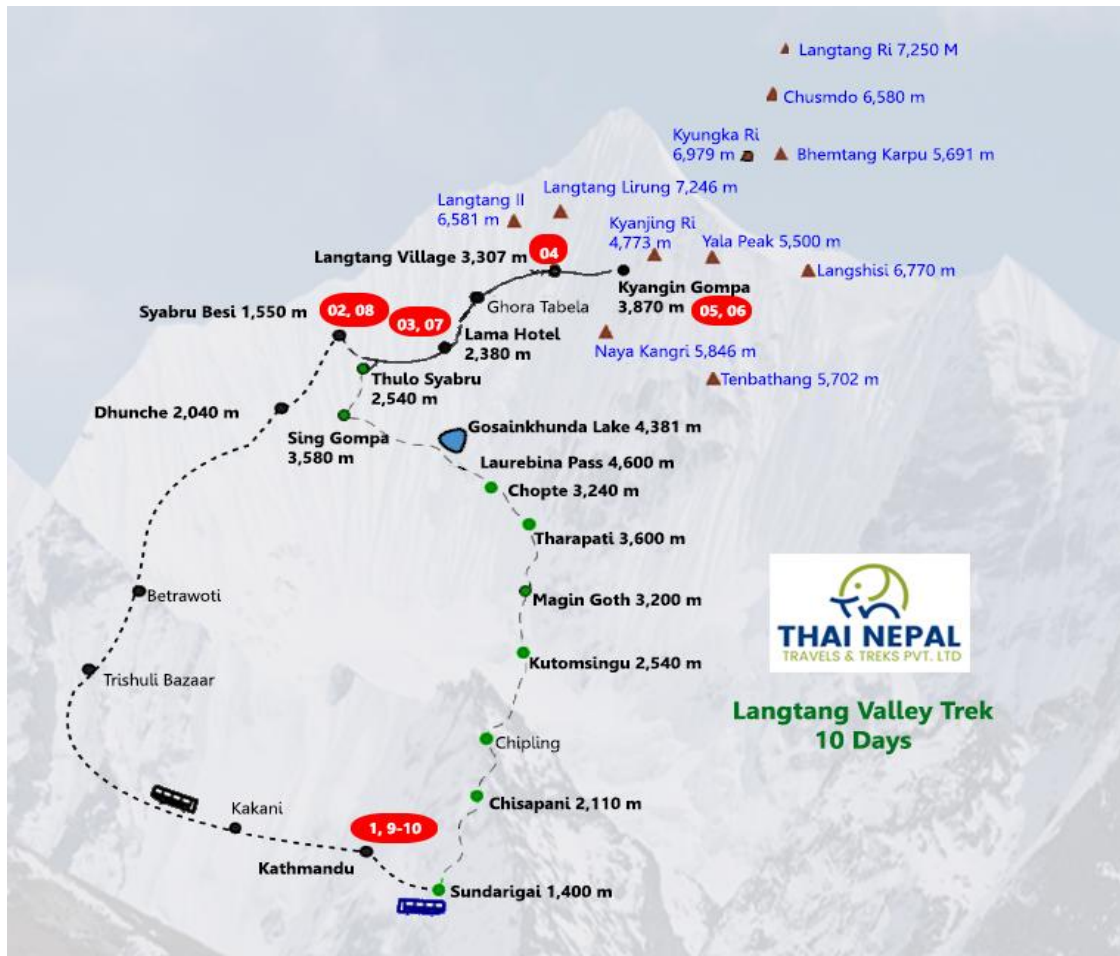 Langtang Ri 7,250 M
Chusmdo 6,580 m
Kyungka Ri
6,979 m
Bhemtang Karpu 5,691 m
Langtang Lirung 7,246 m
Langtang II
6,581 m
Kyanjing Ri
4,773 m
Yala Peak 5,500 m
Langtang Village 3,307 m
04
Langshisi 6,770 m
Kyangin Gompa
3,870 m
05, 06
Ghora Tabela
Syabru Besi 1,550 m
02, 08
03, 07
Lama Hotel
2,380 m
Naya Kangri 5,846 m
Tenbathang 5,702 m
Thulo Syabru
2,540 m
Dhunche 2,040 m
Sing Gompa
3,580 m
Gosainkhunda Lake 4,381 m
Laurebina Pass 4,600 m
Chopte 3,240 m
Tharapati 3,600 m
Betrawoti
Magin Goth 3,200 m
Kutomsingu 2,540 m
Trishuli Bazaar
Chipling
Chisapani 2,110 m
Kakani
1, 9-10
Kathmandu
Sundarigai 1,400 m
THAI NEPAL
TRAVELS & TREKS PVT. LTD
Langtang Valley Trek
10 Days